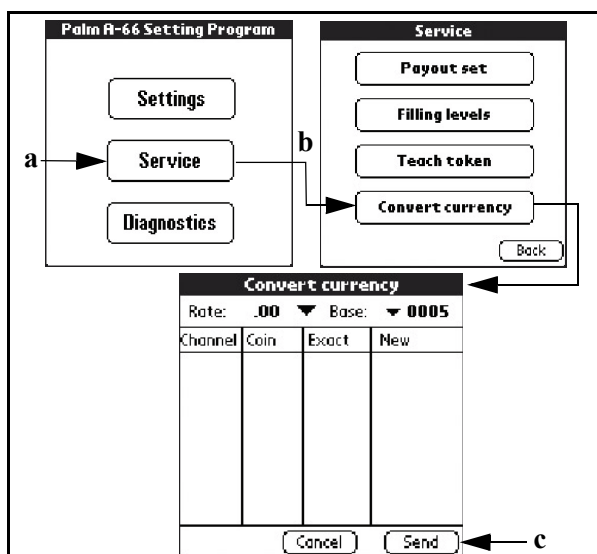 Palm A-66 Setting Program
Settings
a
Service
Diagnostics
b
Service
Payout set
Filling levels
Teach token
Convert currency
Back
Convert currency
Rate: .00 Base: 0005
Channel Coin Exact New
Cancel Send
c